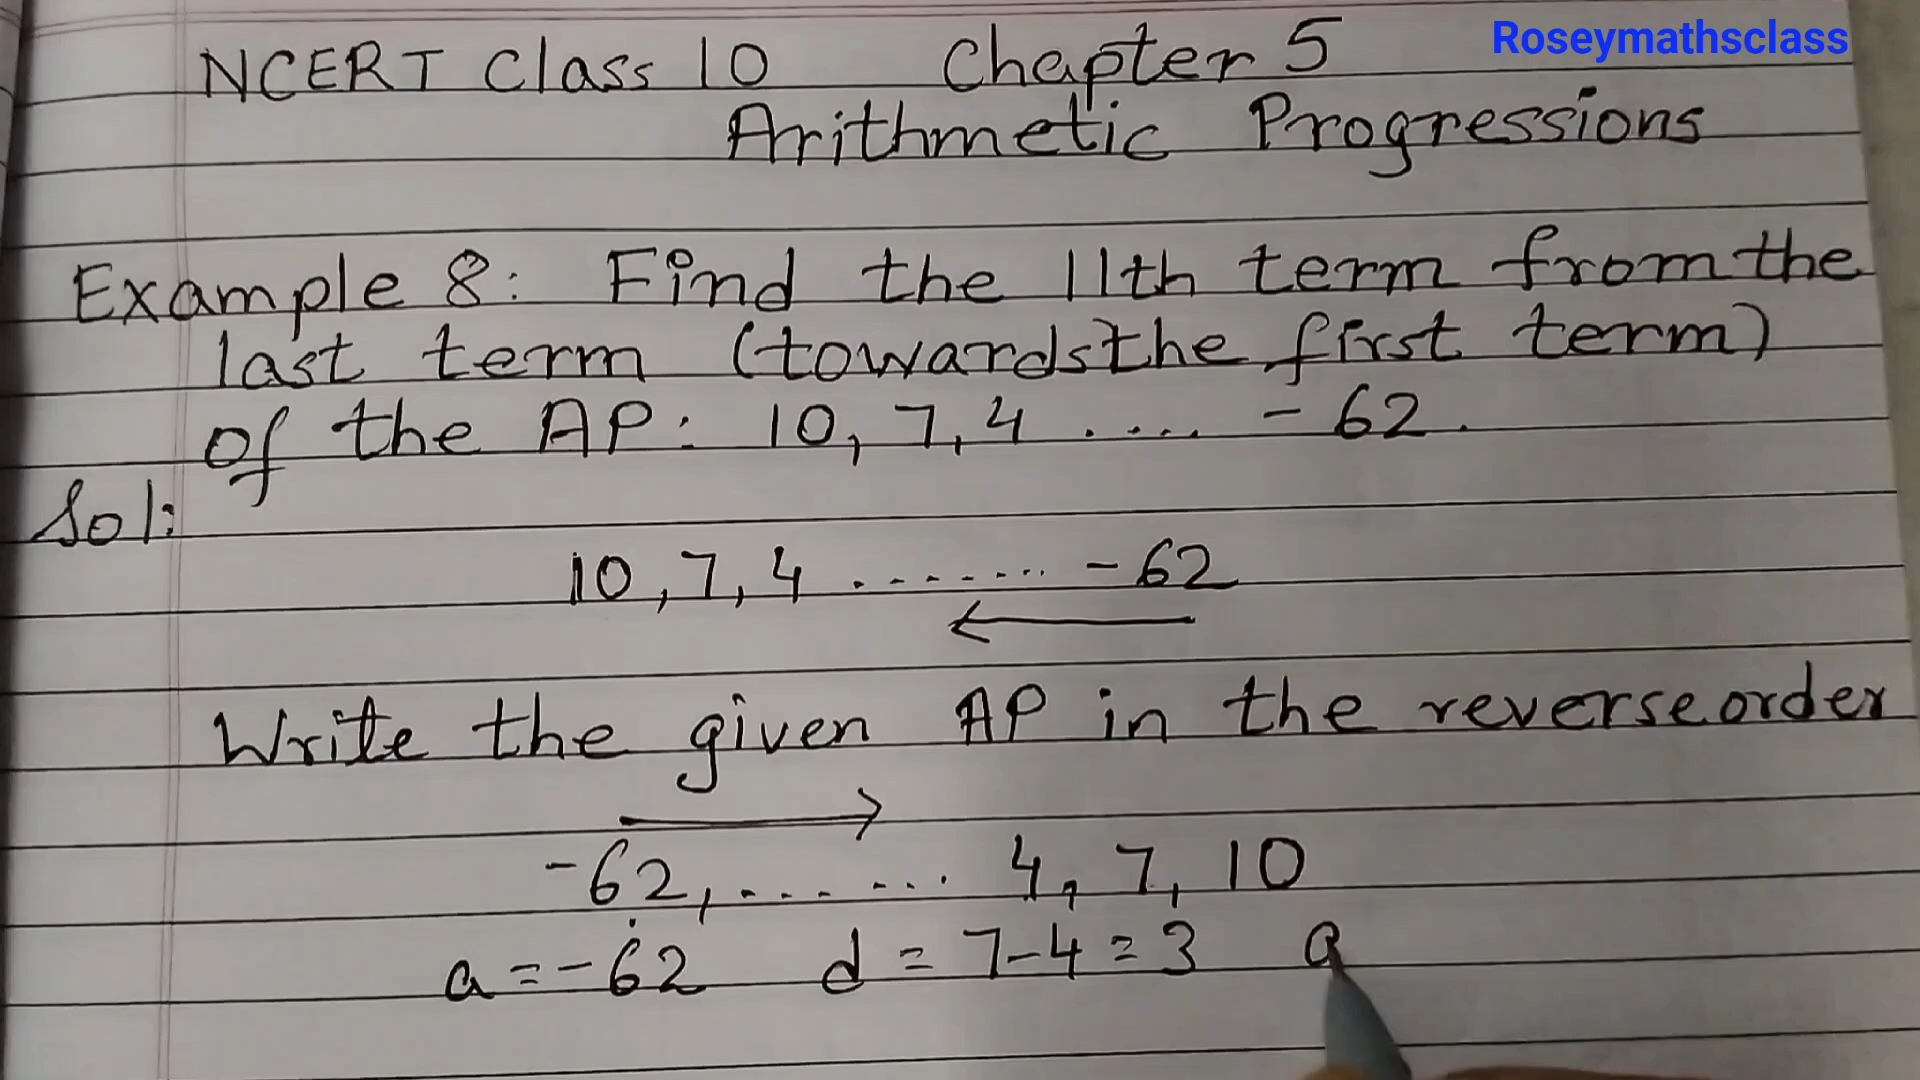 Roseymathsclass
NCERT Class 10 Chapter 5
Arithmetic Progressions
Example 8: Find the 11th term from the
last term (towards the first term)
of the AP: 10, 7, 4 ..... - 62.
Sol:
10, 7, 4 ........ - 62
Write the given AP in the reverse order
-62, ....... 4, 7, 10
a = - 62 d = 7-4 = 3 a